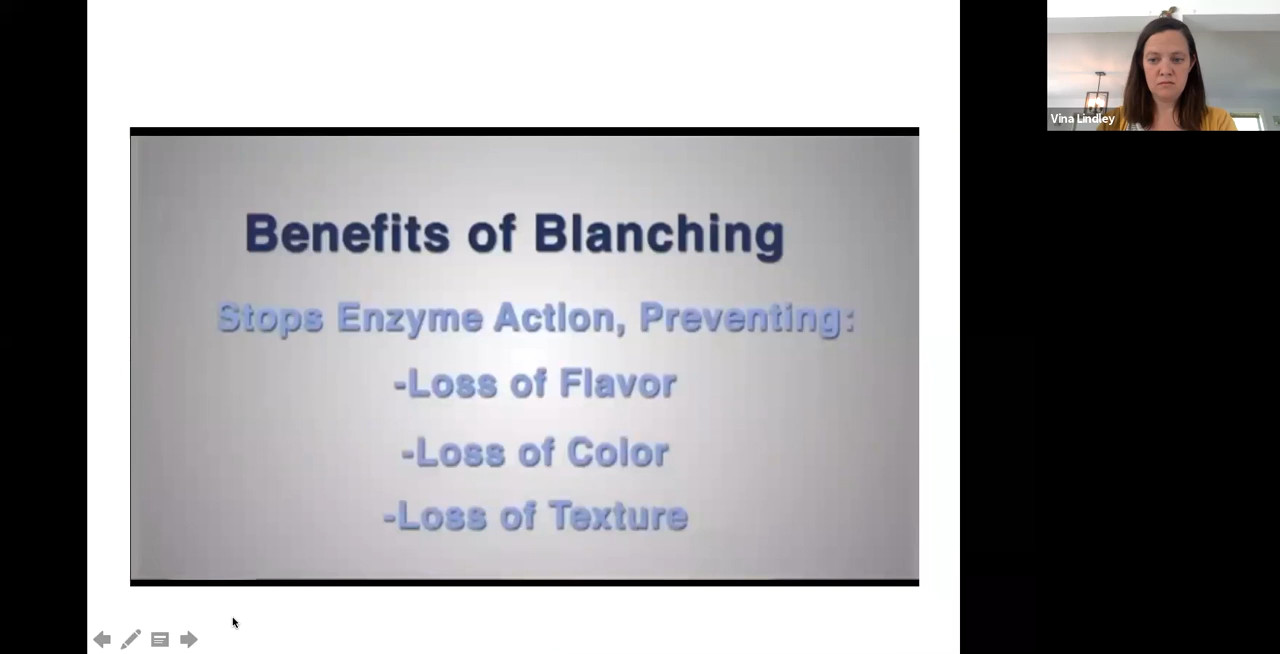 Benefits of Blanching
Stops Enzyme Action, Preventing:
-Loss of Flavor
-Loss of Color
-Loss of Texture
Vina Lindley